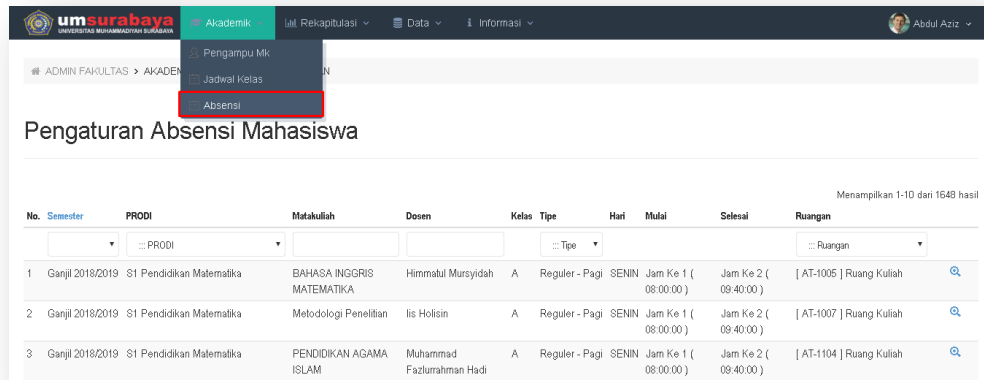 umsurabaya
UNIVERSITAS MUHAMMADIYAH SURABAYA
Akademik
Rekapitulasi
Data
Informasi
Abdul Aziz
Pengampu Mk
Jadwal Kelas
Absensi
ADMIN FAKULTAS > AKADEM
Pengaturan Absensi Mahasiswa
Menampilkan 1-10 dari 1648 hasil
No. Semester PRODI Matakuliah Dosen Kelas Tipe Hari Mulai Selesai Ruangan
::: PRODI ::: Tipe ::: Ruangan
1 Ganjil 2018/2019 S1 Pendidikan Matematika BAHASA INGGRIS Himmatul Mursyidah A Reguler - Pagi SENIN Jam Ke 1 ( Jam Ke 2 ( [ AT-1005 ] Ruang Kuliah
MATEMATIKA 08:00:00 ) 09:40:00 )
2 Ganjil 2018/2019 S1 Pendidikan Matematika Metodologi Penelitian Iis Holisin A Reguler - Pagi SENIN Jam Ke 1 ( Jam Ke 2 ( [ AT-1007 ] Ruang Kuliah
08:00:00 ) 09:40:00 )
3 Ganjil 2018/2019 S1 Pendidikan Matematika PENDIDIKAN AGAMA Muhammad A Reguler - Pagi SENIN Jam Ke 1 ( Jam Ke 2 ( [ AT-1104 ] Ruang Kuliah
ISLAM Fazlurrahman Hadi 08:00:00 ) 09:40:00 )